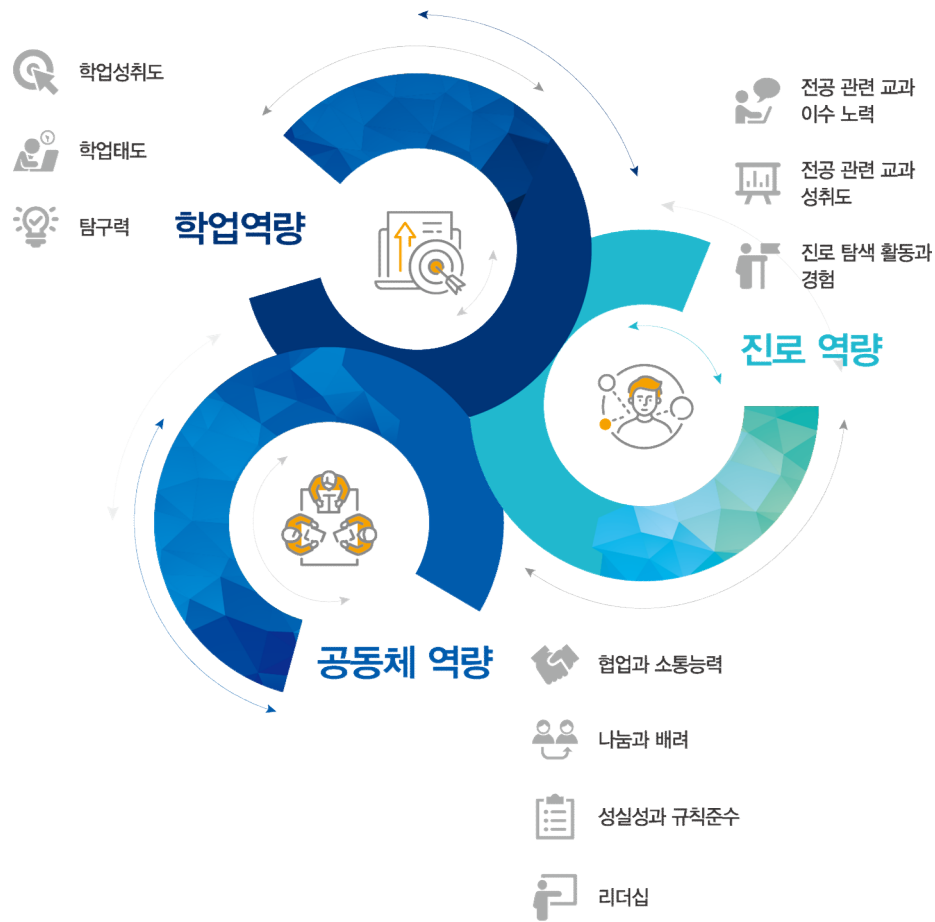 학업성취도
학업태도
탐구력
학업역량
전공 관련 교과
이수 노력
전공 관련 교과
성취도
진로 탐색 활동과
경험
진로 역량
공동체 역량
협업과 소통능력
나눔과 배려
성실성과 규칙준수
리더십